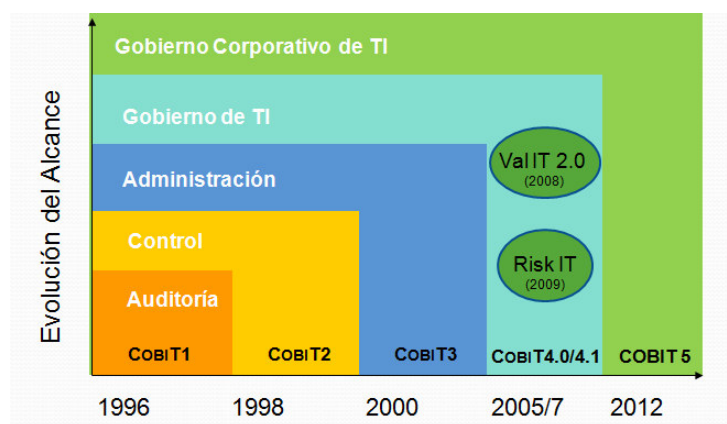 Evolución del Alcance
Gobierno Corporativo de TI
Gobierno de TI
Administración
Control
Auditoría
Val IT 2.0
(2008)
Risk IT
(2009)
COBIT1
COBIT2
COBIT3
COBIT4.0/4.1
COBIT 5
1996
1998
2000
2005/7
2012